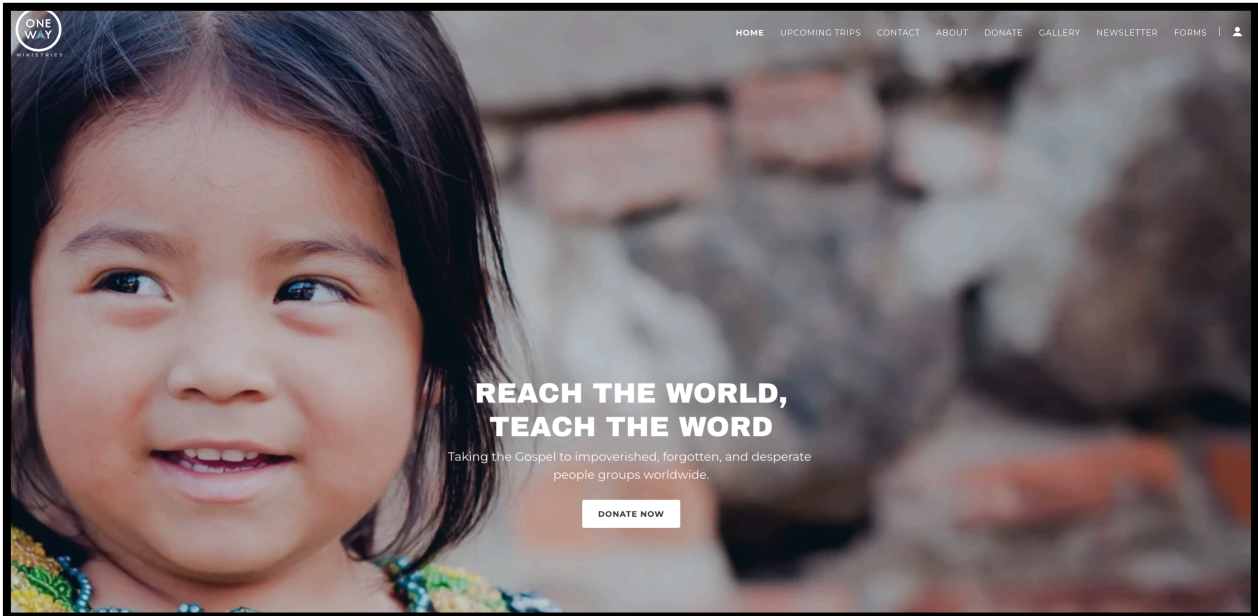 ONE
WAY
MINISTRIES
HOME UPCOMING TRIPS CONTACT ABOUT DONATE GALLERY NEWSLETTER FORMS
REACH THE WORLD,
TEACH THE WORD
Taking the Gospel to impoverished, forgotten, and desperate
people groups worldwide.
DONATE NOW